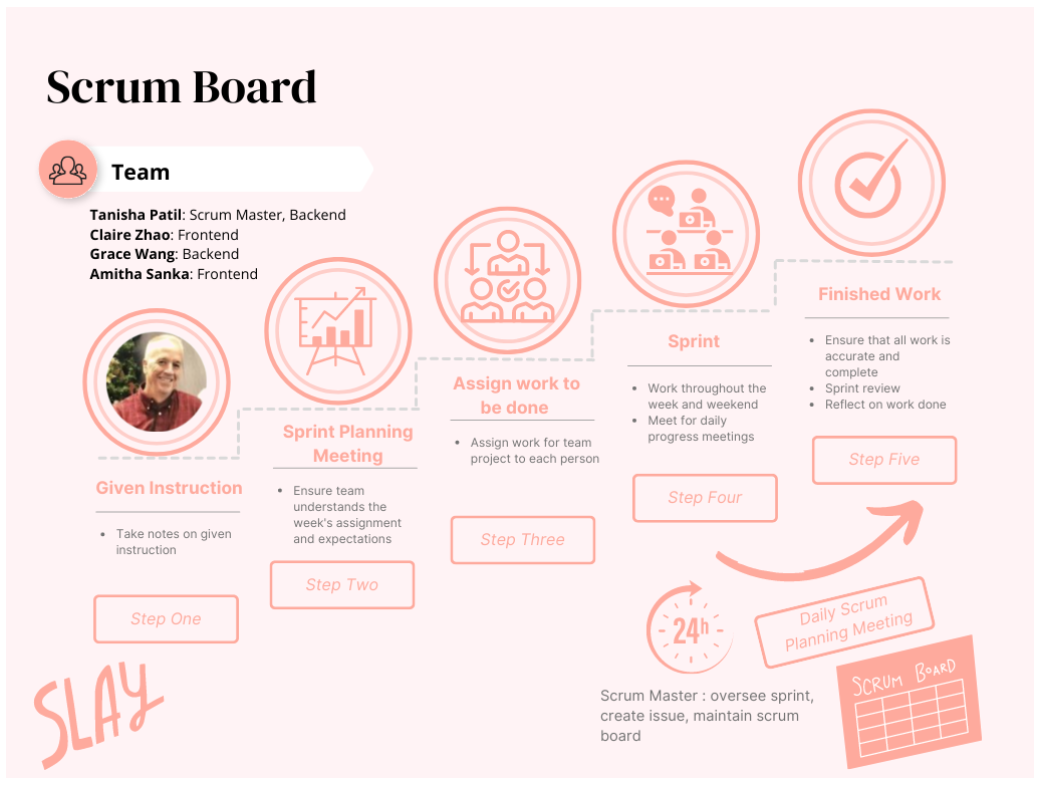 Scrum Board
Team
Tanisha Patil: Scrum Master, Backend
Claire Zhao: Frontend
Grace Wang: Backend
Amitha Sanka: Frontend
Given Instruction
• Take notes on given
instruction
Step One
Sprint Planning
Meeting
• Ensure team
understands the
week's assignment
and expectations
Step Two
Assign work to
be done
• Assign work for team
project to each person
Step Three
Sprint
• Work throughout the
week and weekend
• Meet for daily
progress meetings
Step Four
Finished Work
• Ensure that all work is
accurate and
complete
• Sprint review
• Reflect on work done
Step Five
24h
Daily Scrum
Planning Meeting
Scrum Master : oversee sprint,
create issue, maintain scrum
board
SCRUM BOARD
SLAY